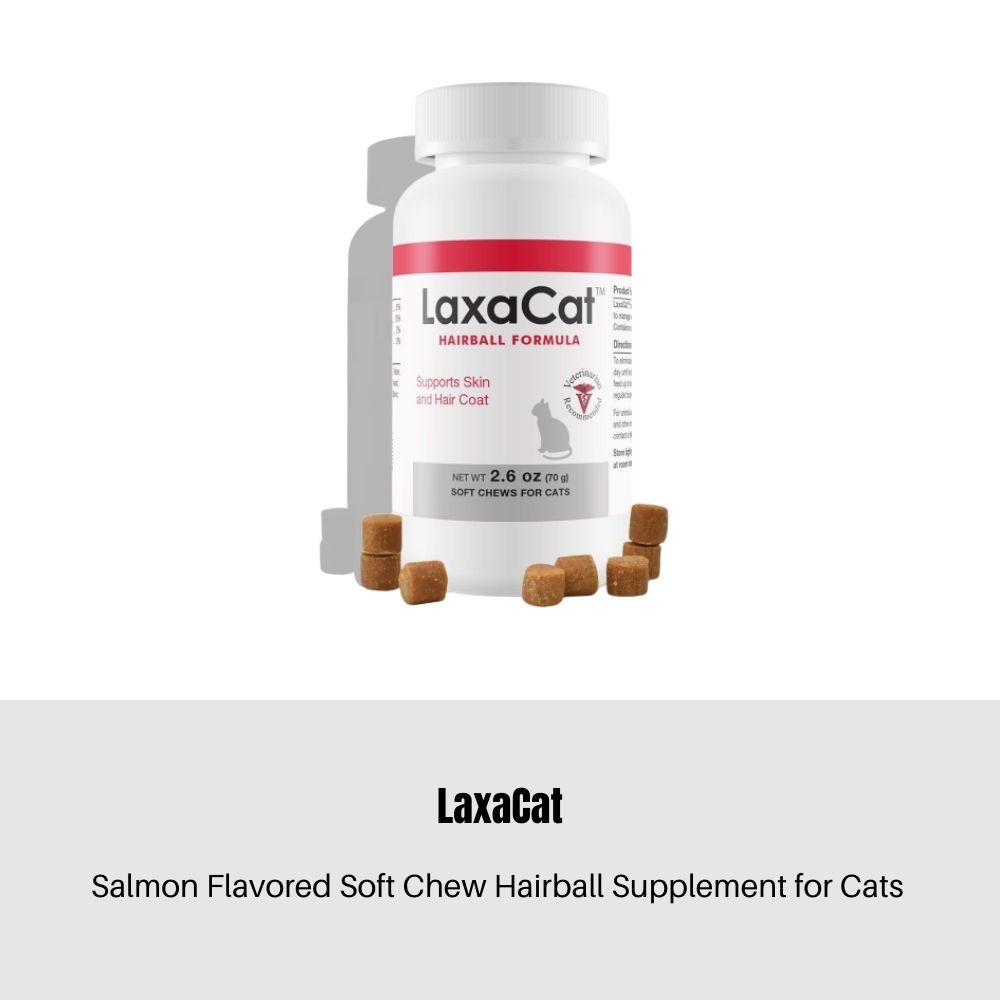 LaxaCat™
HAIRBALL FORMULA
Supports Skin
and Hair Coat
Veterinarian
Recommended
NET WT 2.6 oz (70 g)
SOFT CHEWS FOR CATS
LaxaCat
Salmon Flavored Soft Chew Hairball Supplement for Cats